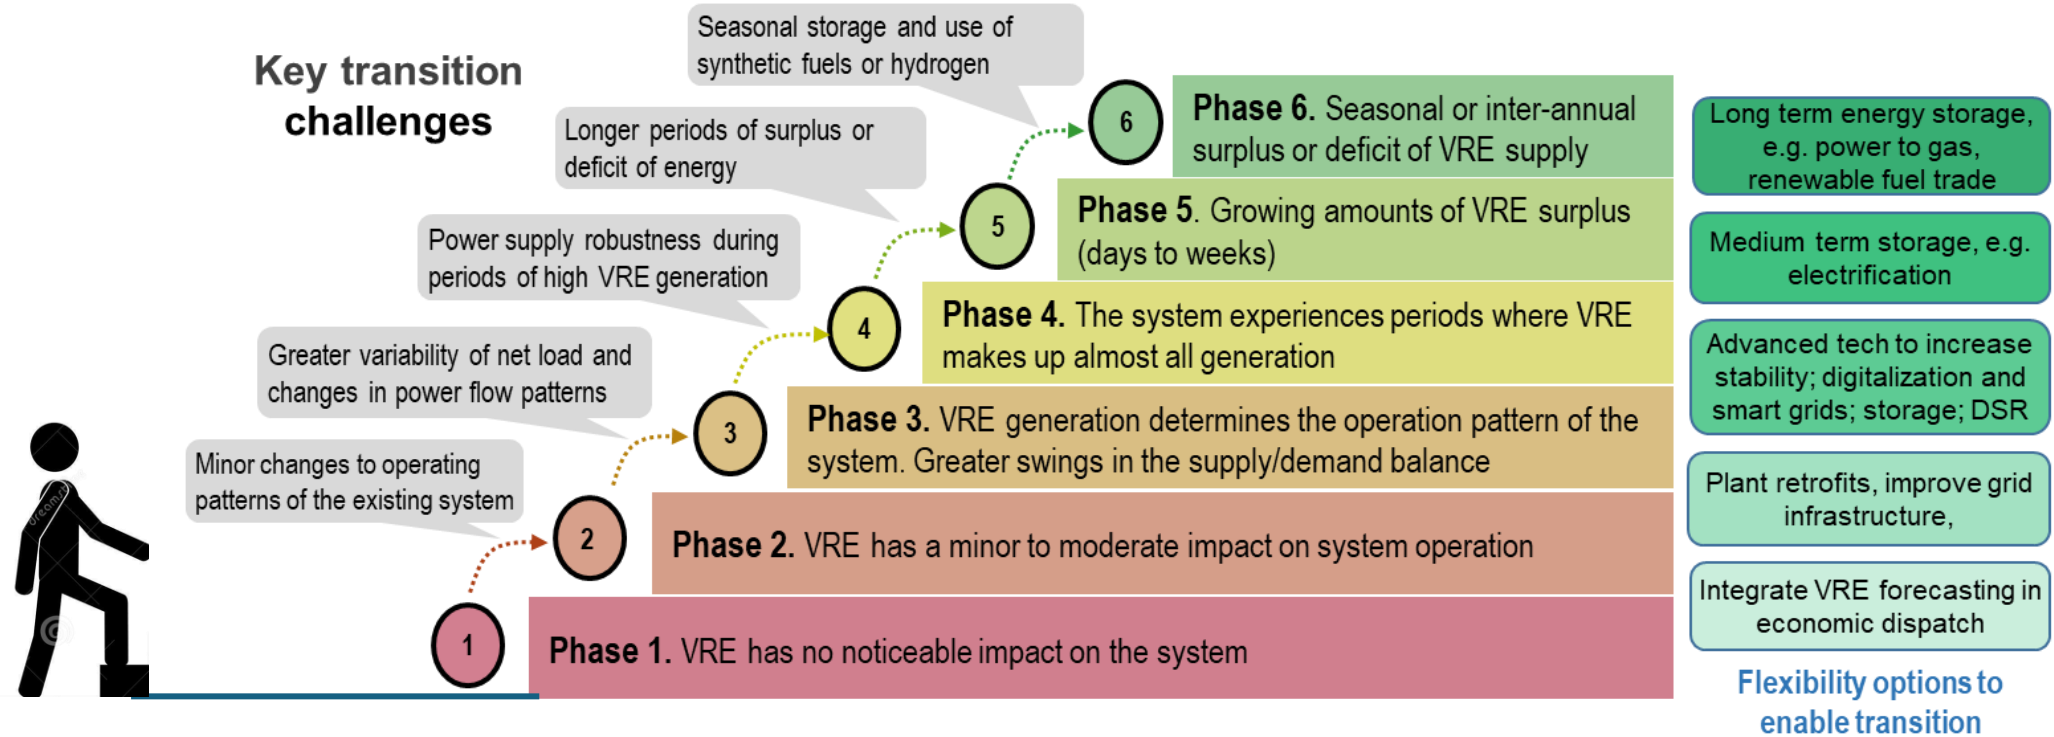 Key transition
challenges
Seasonal storage and use of
synthetic fuels or hydrogen
Longer periods of surplus or
deficit of energy
Power supply robustness during
periods of high VRE generation
Greater variability of net load and
changes in power flow patterns
Minor changes to operating
patterns of the existing system
6
Phase 6. Seasonal or inter-annual
surplus or deficit of VRE supply
5
Phase 5. Growing amounts of VRE surplus
(days to weeks)
4
Phase 4. The system experiences periods where VRE
makes up almost all generation
3
Phase 3. VRE generation determines the operation pattern of the
system. Greater swings in the supply/demand balance
2
Phase 2. VRE has a minor to moderate impact on system operation
1
Phase 1. VRE has no noticeable impact on the system
Long term energy storage,
e.g. power to gas,
renewable fuel trade
Medium term storage, e.g.
electrification
Advanced tech to increase
stability; digitalization and
smart grids; storage; DSR
Plant retrofits, improve grid
infrastructure,
Integrate VRE forecasting in
economic dispatch
Flexibility options to
enable transition